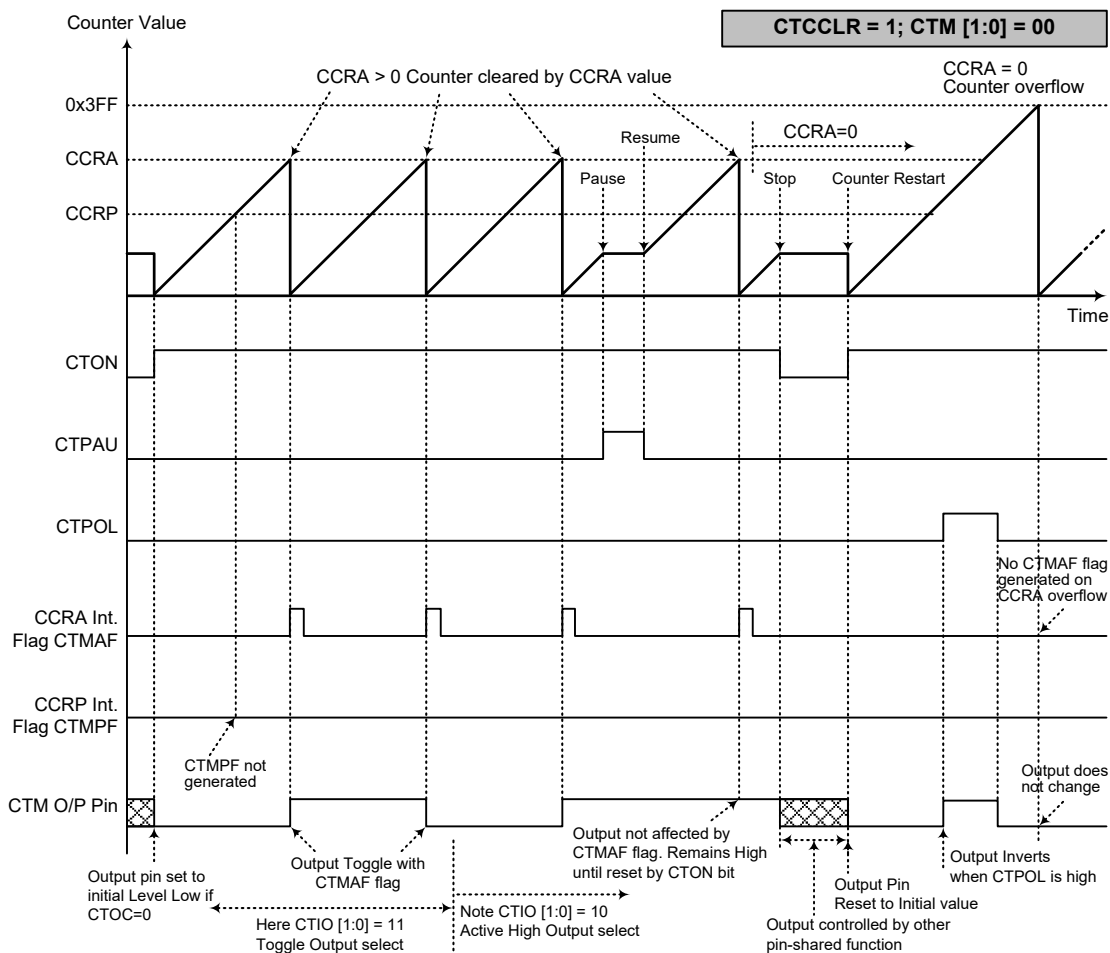 Counter Value
CTCCLR = 1; CTM [1:0] = 00
CCRA > 0 Counter cleared by CCRA value
CCRA = 0
Counter overflow
0x3FF
Resume
CCRA=0
CCRA
Pause
Stop
Counter Restart
CCRP
Time
CTON
CTPAU
CTPOL
No CTMAF flag
generated on
CCRA overflow
CCRA Int.
Flag CTMAF
CCRP Int.
Flag CTMPF
CTMPF not
generated
Output does
not change
CTM O/P Pin
Output pin set to
initial Level Low if
CTOC=0
Output Toggle with
CTMAF flag
Here CTIO [1:0] = 11
Toggle Output select
Note CTIO [1:0] = 10
Active High Output select
Output not affected by
CTMAF flag. Remains High
until reset by CTON bit
Output controlled by other
pin-shared function
Output Pin
Reset to Initial value
Output Inverts
when CTPOL is high